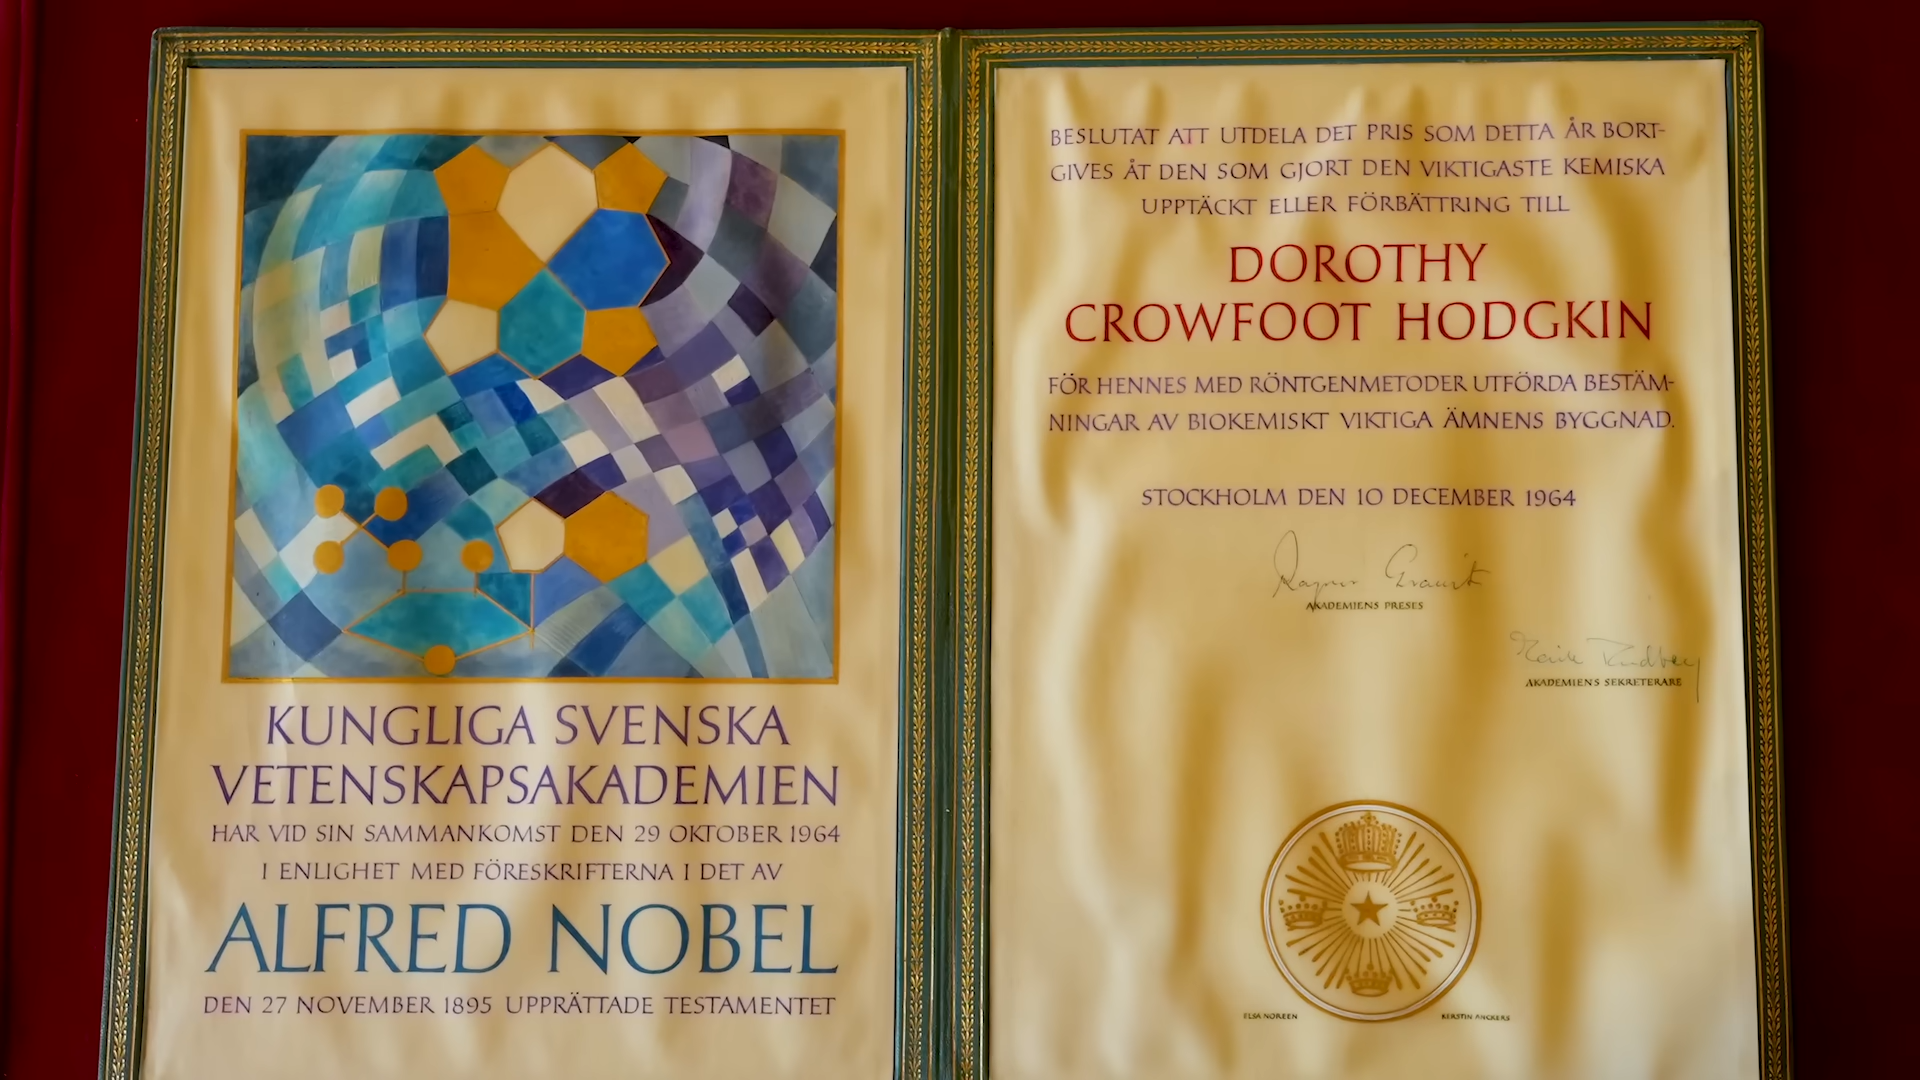 KUNGLIGA SVENSKA
VETENSKAPSAKADEMIEN
HAR VID SIN SAMMANKOMST DEN 29 OKTOBER 1964
I ENLIGHET MED FÖRESKRIFTERNA I DET AV
ALFRED NOBEL
DEN 27 NOVEMBER 1895 UPPRÄTTADE TESTAMENTET
BESLUTAT ATT UTDELA DET PRIS SOM DETTA ÅR BORT-
GIVES ÅT DEN SOM GJORT DEN VIKTIGASTE KEMISKA
UPPTÄCKT ELLER FÖRBÄTTRING TILL
DOROTHY
CROWFOOT HODGKIN
FÖR HENNES MED RÖNTGENMETODER UTFÖRDA BESTÄM-
NINGAR AV BIOKEMISKT VIKTIGA ÄMNENS BYGGNAD.
STOCKHOLM DEN 10 DECEMBER 1964
AKADEMIENS PRESES
AKADEMIENS SEKRETERARE
ELSA NOREEN
KERSTIN ANCKERS